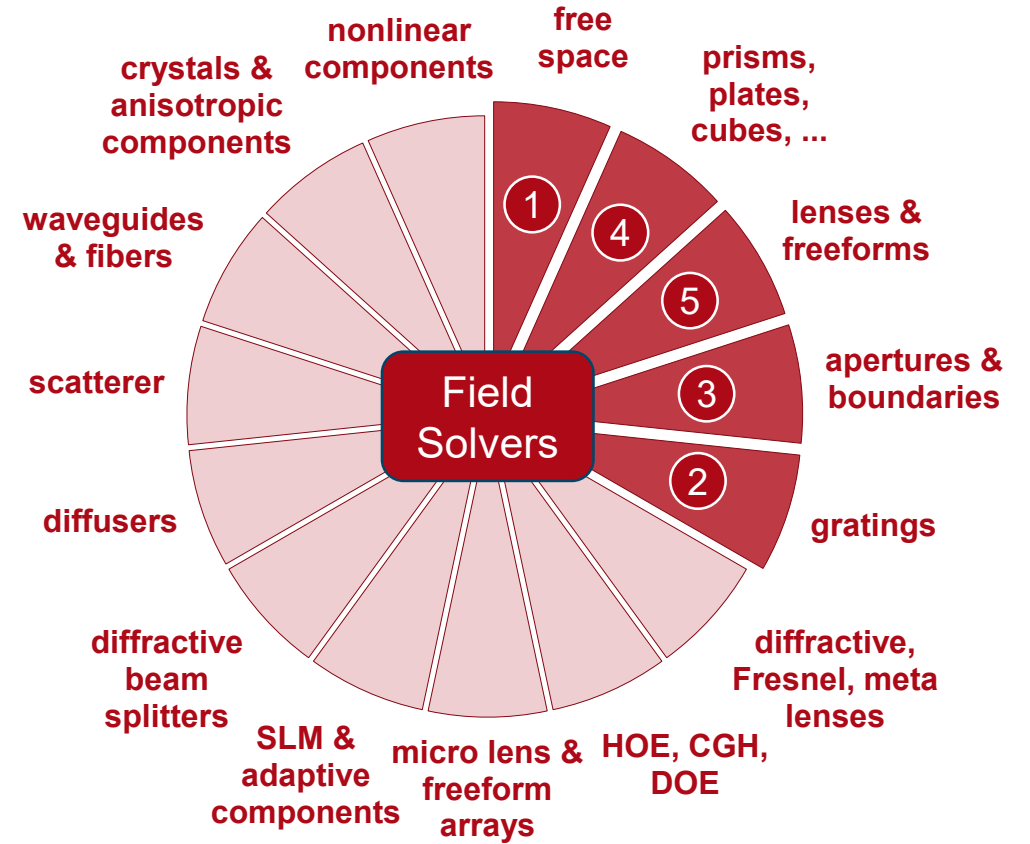 free
space
prisms,
plates,
cubes, ...
lenses &
freeforms
apertures &
boundaries
gratings
diffractive,
Fresnel, meta
lenses
HOE, CGH,
DOE
micro lens &
freeform
arrays
SLM &
adaptive
components
diffractive
beam
splitters
diffusers
scatterer
waveguides
& fibers
crystals &
anisotropic
components
nonlinear
components
1
4
5
3
2
Field
Solvers